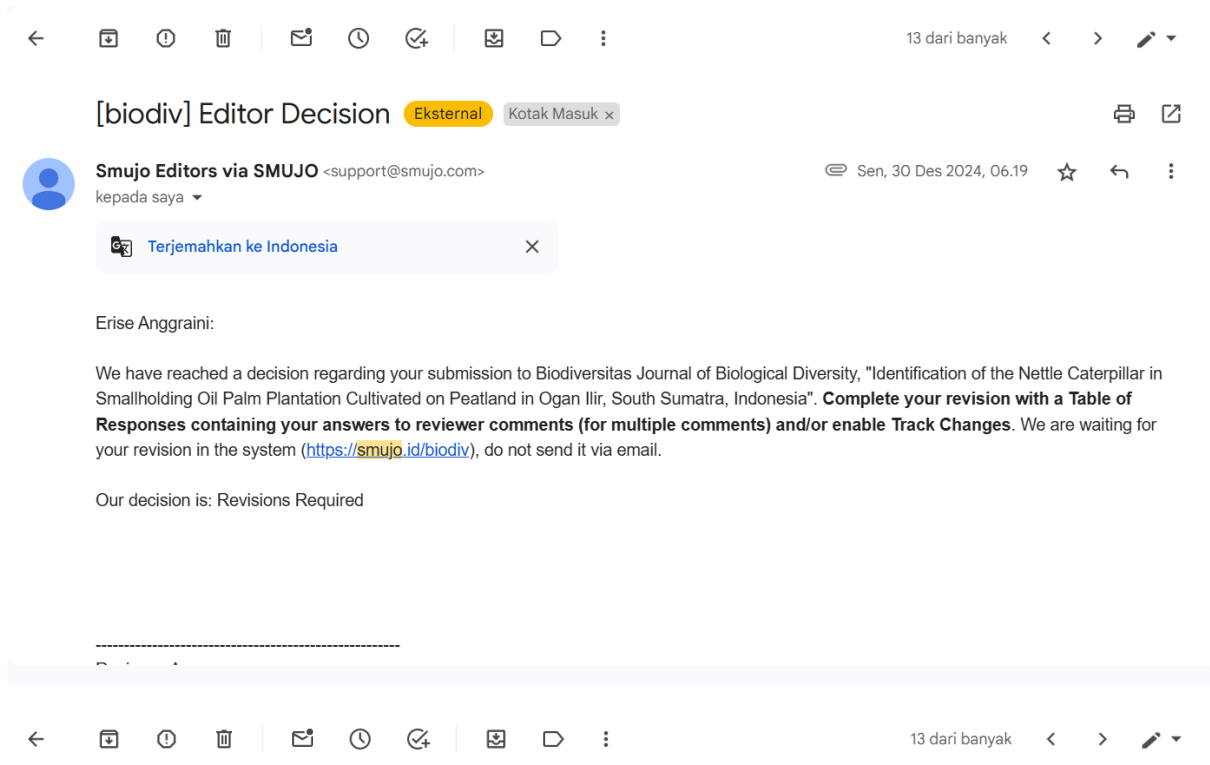 13 dari banyak
[biodiv] Editor Decision Eksternal Kotak Masuk ×
Smujo Editors via SMUJO <support@smujo.com> Sen, 30 Des 2024, 06.19
kepada saya
Terjemahkan ke Indonesia
Erise Anggraini:
We have reached a decision regarding your submission to Biodiversitas Journal of Biological Diversity, "Identification of the Nettle Caterpillar in
Smallholding Oil Palm Plantation Cultivated on Peatland in Ogan Ilir, South Sumatra, Indonesia". Complete your revision with a Table of
Responses containing your answers to reviewer comments (for multiple comments) and/or enable Track Changes. We are waiting for
your revision in the system (https://smujo.id/biodiv), do not send it via email.
Our decision is: Revisions Required
------------------------------------------------------
13 dari banyak